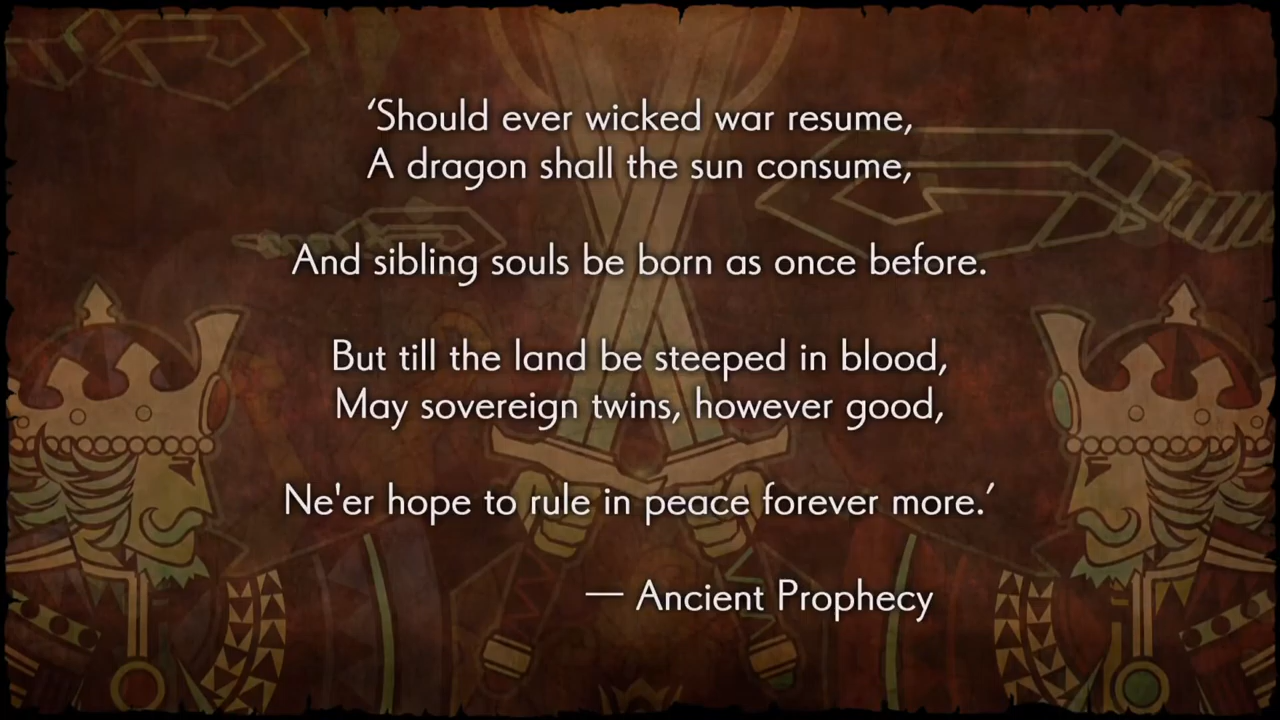 ‘Should ever wicked war resume,
A dragon shall the sun consume,
And sibling souls be born as once before.
But till the land be steeped in blood,
May sovereign twins, however good,
Ne'er hope to rule in peace forever more.’
— Ancient Prophecy